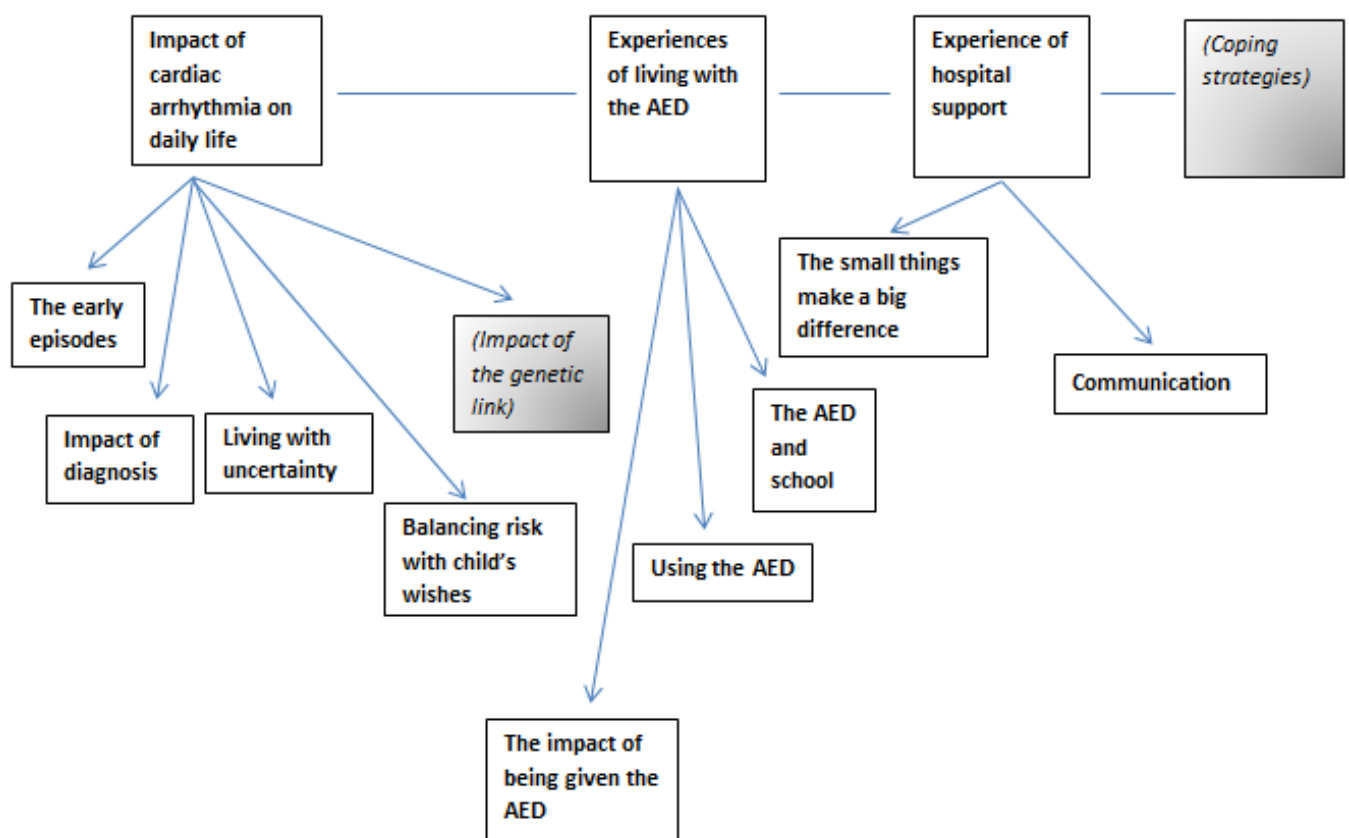 Impact of
cardiac
arrhythmia on
daily life
Experiences
of living with
the AED
Experience of
hospital
support
(Coping
strategies)
The early
episodes
Impact of
diagnosis
Living with
uncertainty
Balancing risk
with child's
wishes
(Impact of
the genetic
link)
The impact of
being given the
AED
Using the AED
The AED
and
school
The small things
make a big
difference
Communication